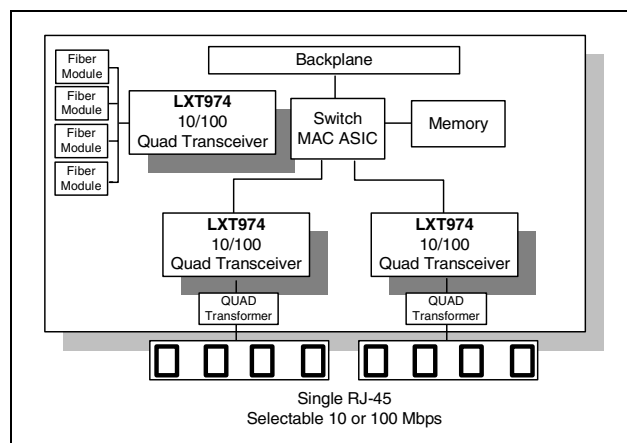 Backplane
Fiber
Module
Fiber
Module
Fiber
Module
Fiber
Module
LXT974
10/100
Quad Transceiver
Switch
MAC ASIC
Memory
LXT974
10/100
Quad Transceiver
LXT974
10/100
Quad Transceiver
QUAD
Transformer
QUAD
Transformer
Single RJ-45
Selectable 10 or 100 Mbps